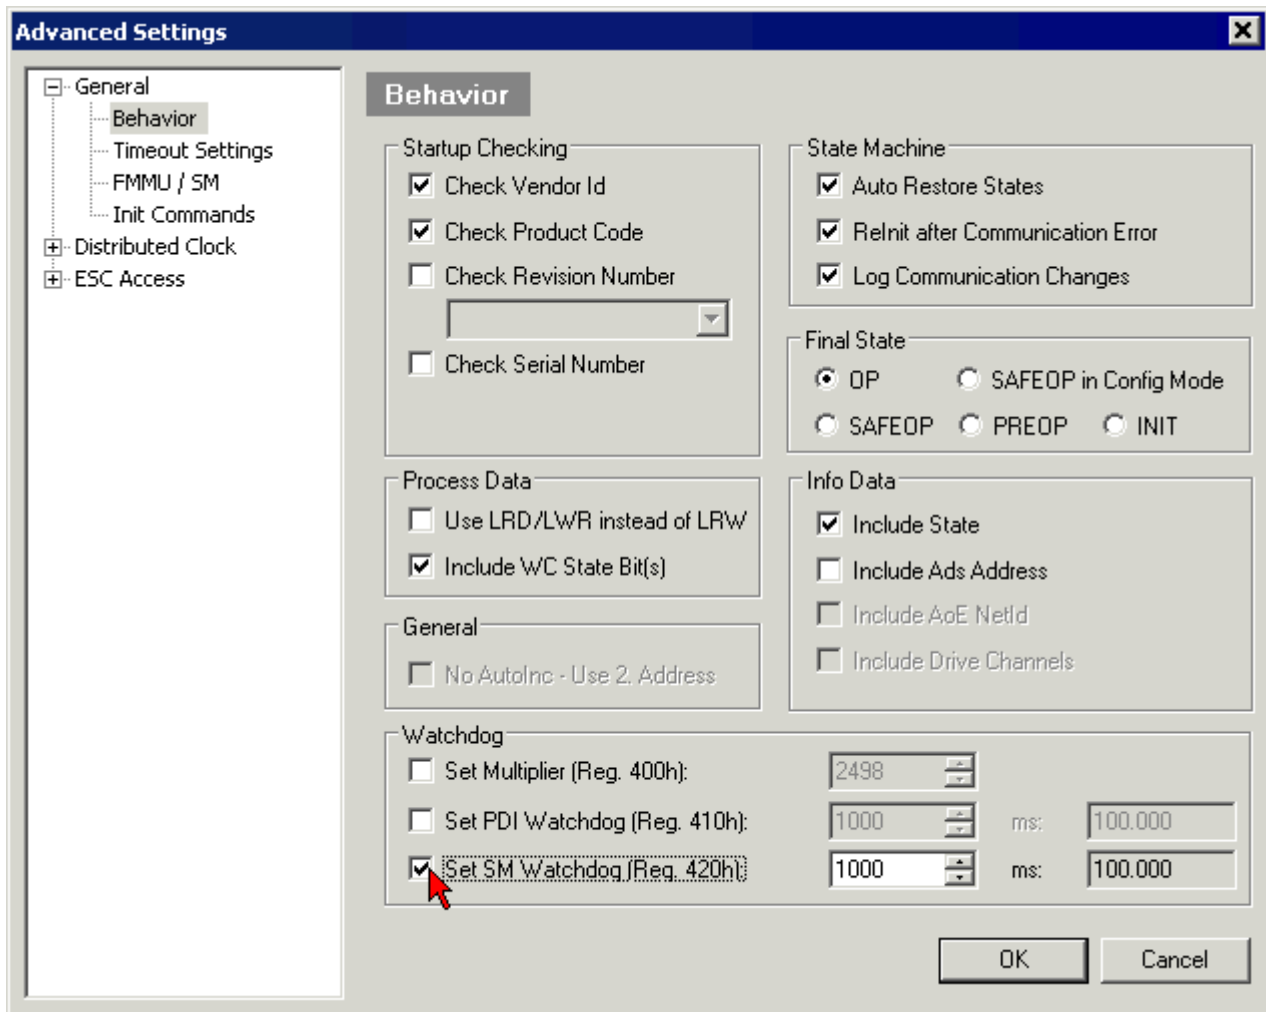 Advanced Settings
General
Behavior
Timeout Settings
FMMU / SM
Init Commands
Distributed Clock
ESC Access
Behavior
Startup Checking
Check Vendor Id
Check Product Code
Check Revision Number
Check Serial Number
State Machine
Auto Restore States
ReInit after Communication Error
Log Communication Changes
Final State
OP SAFEOP in Config Mode
SAFEOP PREOP INIT
Process Data
Use LRD/LWR instead of LRW
Include WC State Bit(s)
General
No AutoInc - Use 2. Address
Info Data
Include State
Include Ads Address
Include AoE NetId
Include Drive Channels
Watchdog
Set Multiplier (Reg. 400h): 2498
Set PDI Watchdog (Reg. 410h): 1000 ms: 100.000
Set SM Watchdog (Reg. 420h): 1000 ms: 100.000
OK Cancel